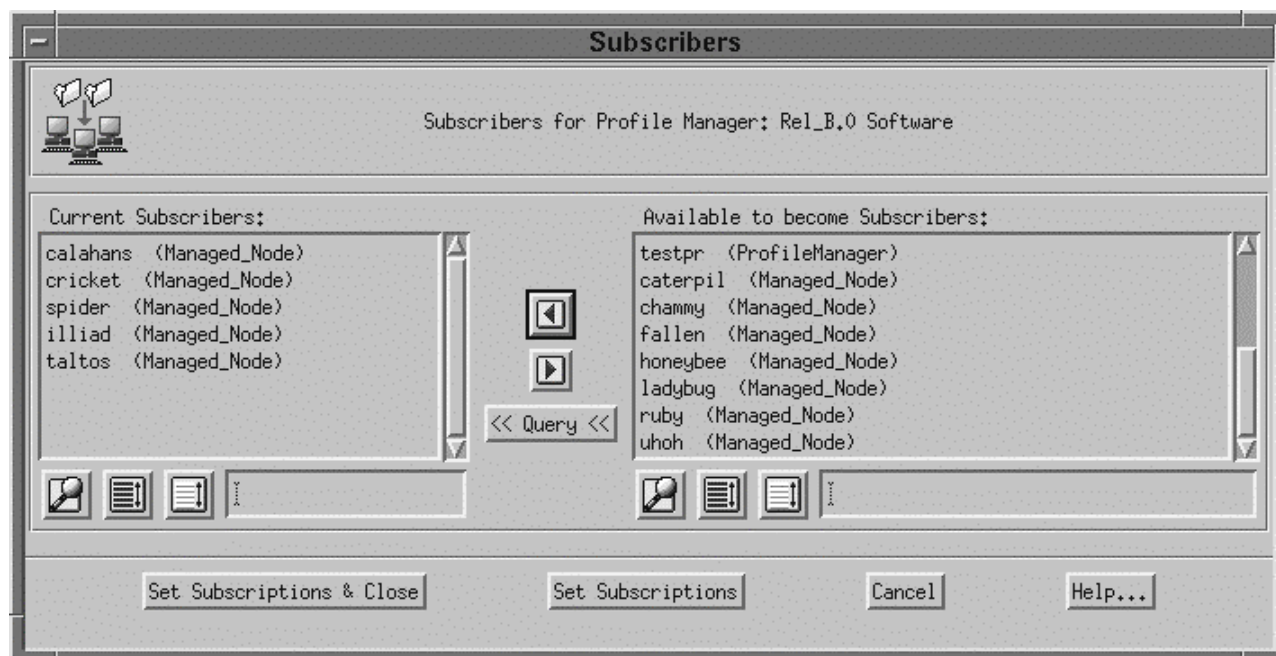 Subscribers
Subscribers for Profile Manager: Rel_B.0 Software
Current Subscribers:
calahans (Managed_Node)
cricket (Managed_Node)
spider (Managed_Node)
illiad (Managed_Node)
taltos (Managed_Node)
<< Query <<
Available to become Subscribers:
testpr (ProfileManager)
caterpil (Managed_Node)
chammy (Managed_Node)
fallen (Managed_Node)
honeybee (Managed_Node)
ladybug (Managed_Node)
ruby (Managed_Node)
uhoh (Managed_Node)
Set Subscriptions & Close
Set Subscriptions
Cancel
Help...